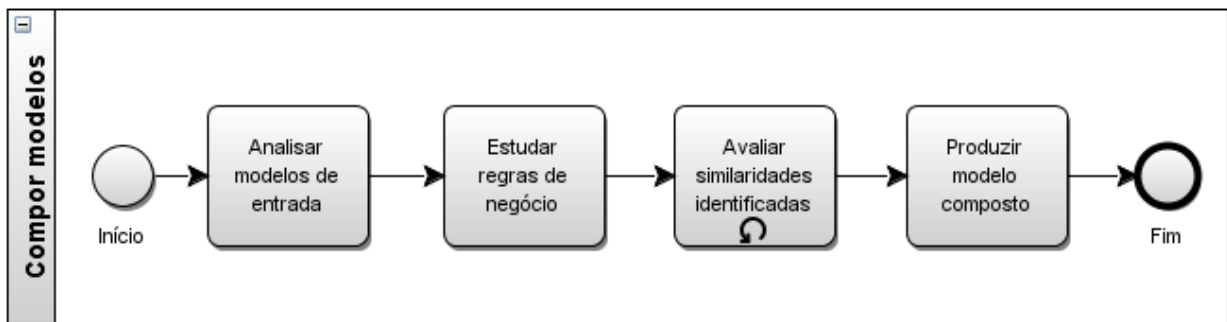 Compor modelos
Início
Analisar
modelos de
entrada
Estudar
regras de
negócio
Avaliar
similaridades
identificadas
Produzir
modelo
composto
Fim